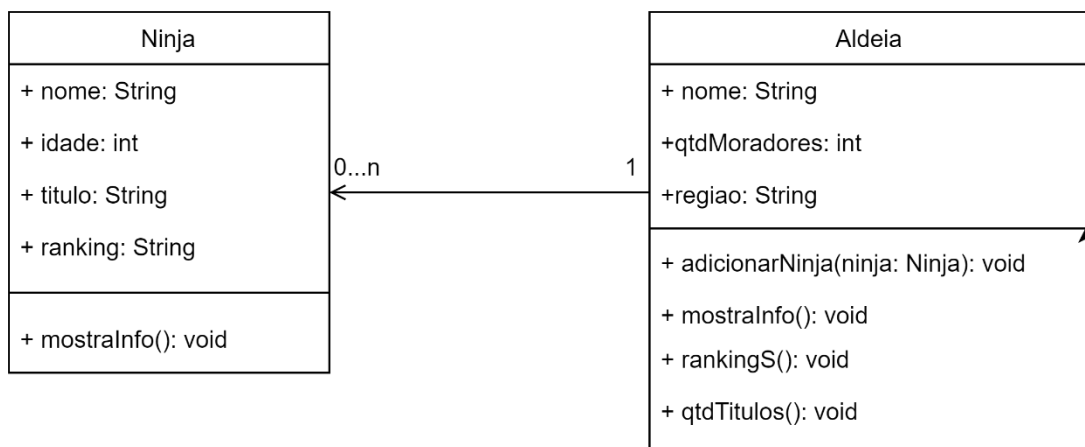 Ninja
+ nome: String
+ idade: int
+ titulo: String
+ ranking: String
+ mostraInfo(): void
0...n
1
Aldeia
+ nome: String
+qtdMoradores: int
+regiao: String
+ adicionarNinja(ninja: Ninja): void
+ mostraInfo(): void
+ rankingS(): void
+ qtdTitulos(): void